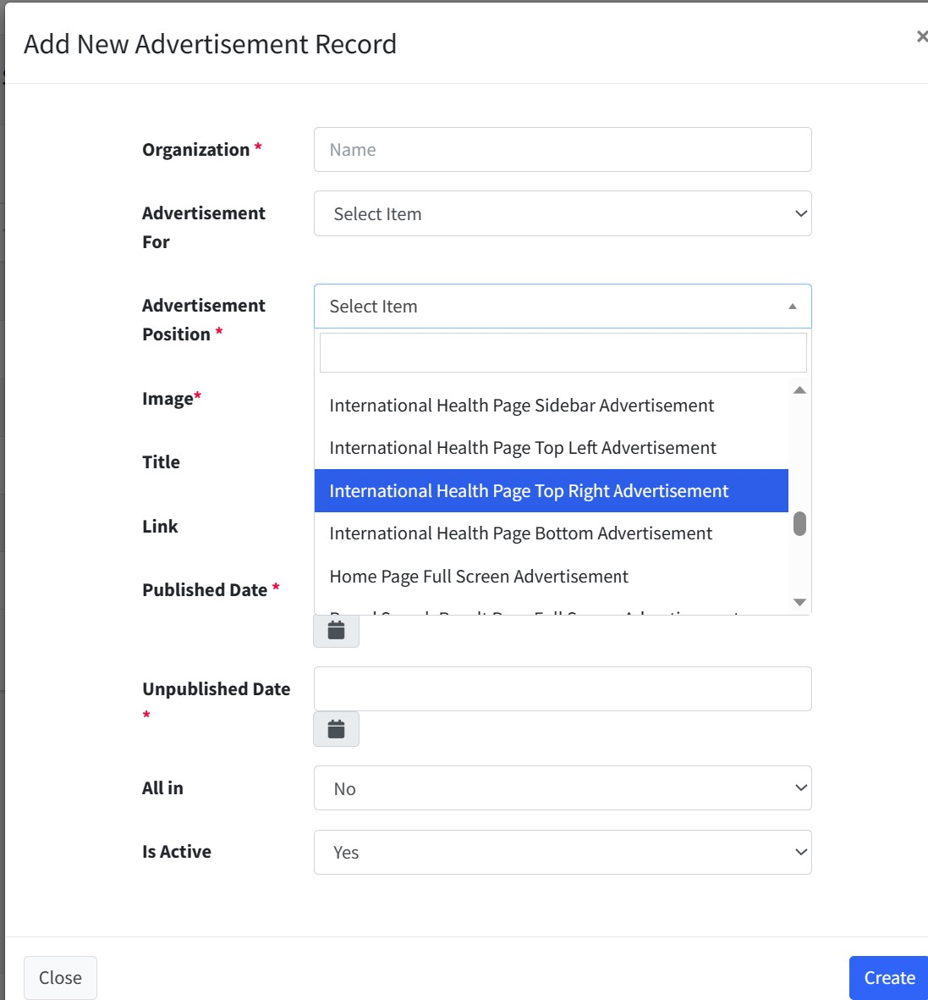 Add New Advertisement Record
×
Organization *
Name
Advertisement
For
Select Item
Advertisement
Position *
Select Item
International Health Page Sidebar Advertisement
International Health Page Top Left Advertisement
International Health Page Top Right Advertisement
International Health Page Bottom Advertisement
Home Page Full Screen Advertisement
Image*
Title
Link
Published Date *
Unpublished Date
*
All in
No
Is Active
Yes
Close
Create